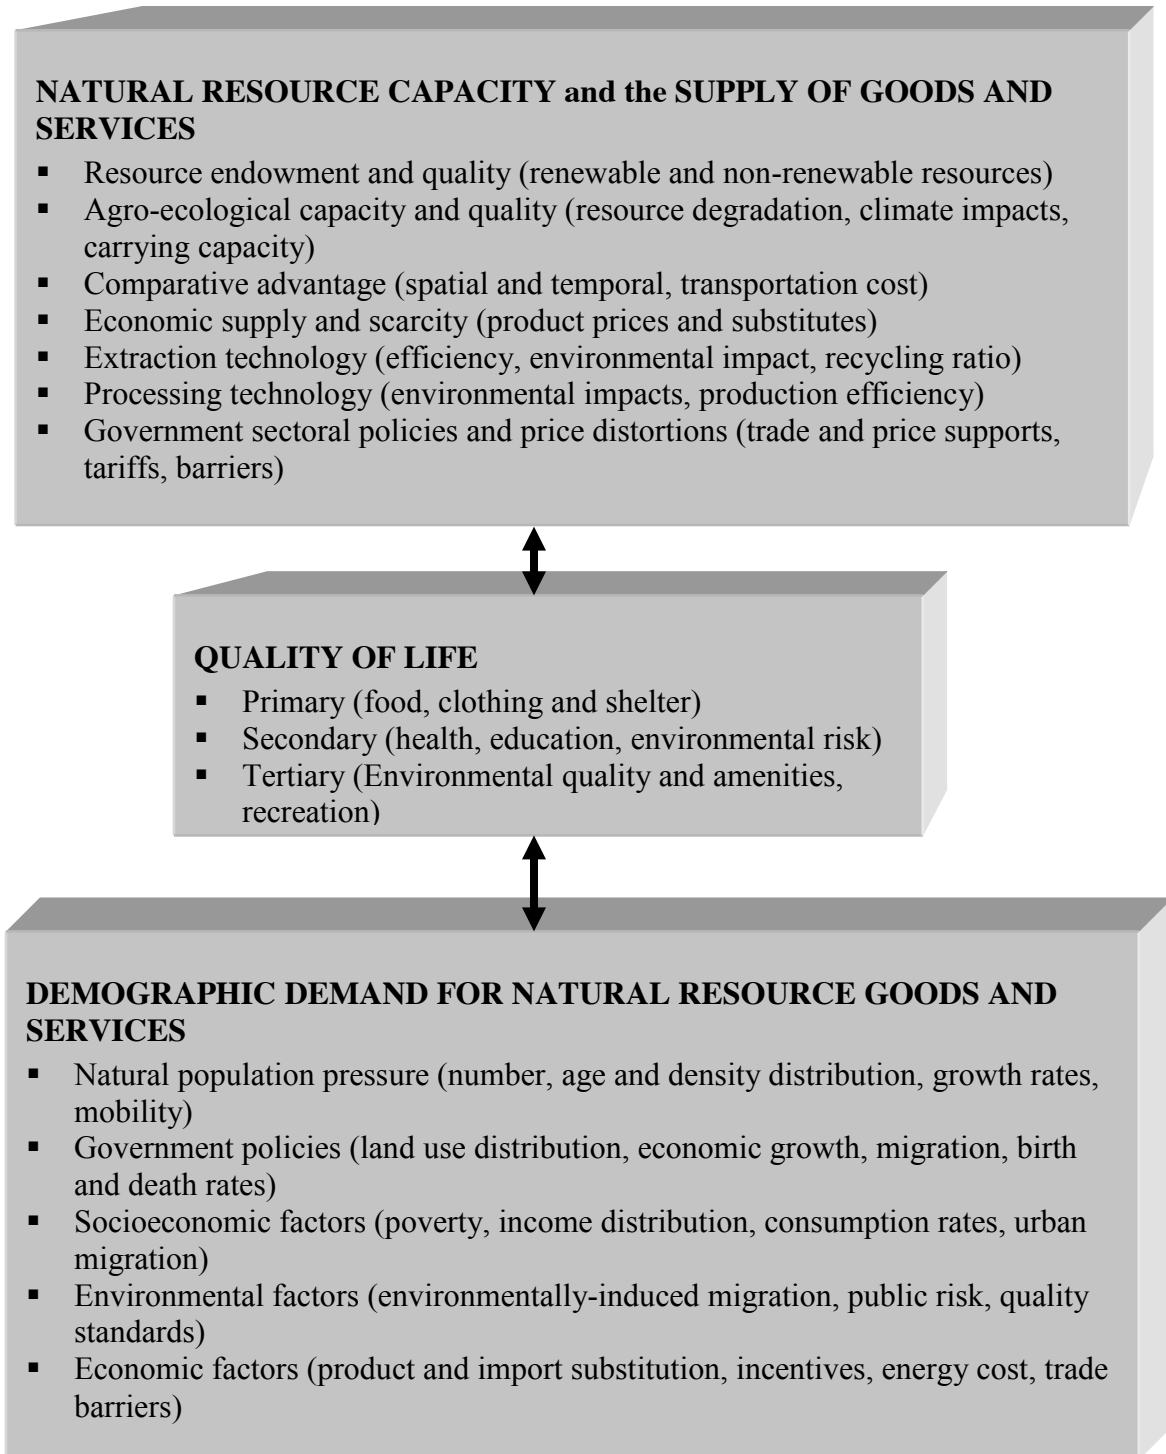 NATURAL RESOURCE CAPACITY and the SUPPLY OF GOODS AND
SERVICES
▪ Resource endowment and quality (renewable and non-renewable resources)
▪ Agro-ecological capacity and quality (resource degradation, climate impacts,
carrying capacity)
▪ Comparative advantage (spatial and temporal, transportation cost)
▪ Economic supply and scarcity (product prices and substitutes)
▪ Extraction technology (efficiency, environmental impact, recycling ratio)
▪ Processing technology (environmental impacts, production efficiency)
▪ Government sectoral policies and price distortions (trade and price supports,
tariffs, barriers)
QUALITY OF LIFE
▪ Primary (food, clothing and shelter)
▪ Secondary (health, education, environmental risk)
▪ Tertiary (Environmental quality and amenities,
recreation)
DEMOGRAPHIC DEMAND FOR NATURAL RESOURCE GOODS AND
SERVICES
▪ Natural population pressure (number, age and density distribution, growth rates,
mobility)
▪ Government policies (land use distribution, economic growth, migration, birth
and death rates)
▪ Socioeconomic factors (poverty, income distribution, consumption rates, urban
migration)
▪ Environmental factors (environmentally-induced migration, public risk, quality
standards)
▪ Economic factors (product and import substitution, incentives, energy cost, trade
barriers)